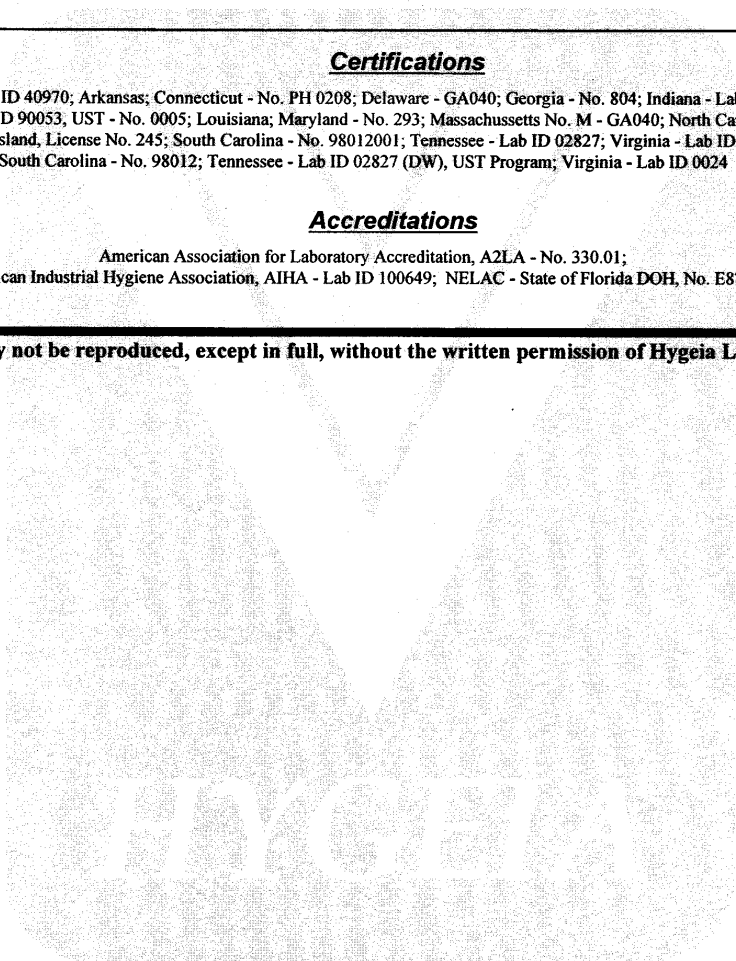 Certifications
ID 40970; Arkansas; Connecticut - No. PH 0208; Delaware - GA040; Georgia - No. 804; Indiana - La
D 90053, UST - No. 0005; Louisiana; Maryland - No. 293; Massachussetts No. M - GA040; North Ca
sland, License No. 245; South Carolina - No. 98012001; Tennessee - Lab ID 02827; Virginia - Lab ID
South Carolina - No. 98012; Tennessee - Lab ID 02827 (DW), UST Program; Virginia - Lab ID 0024
Accreditations
American Association for Laboratory Accreditation, A2LA - No. 330.01;
can Industrial Hygiene Association, AIHA - Lab ID 100649; NELAC - State of Florida DOH, No. E8
y not be reproduced, except in full, without the written permission of Hygeia L
HYGEIA